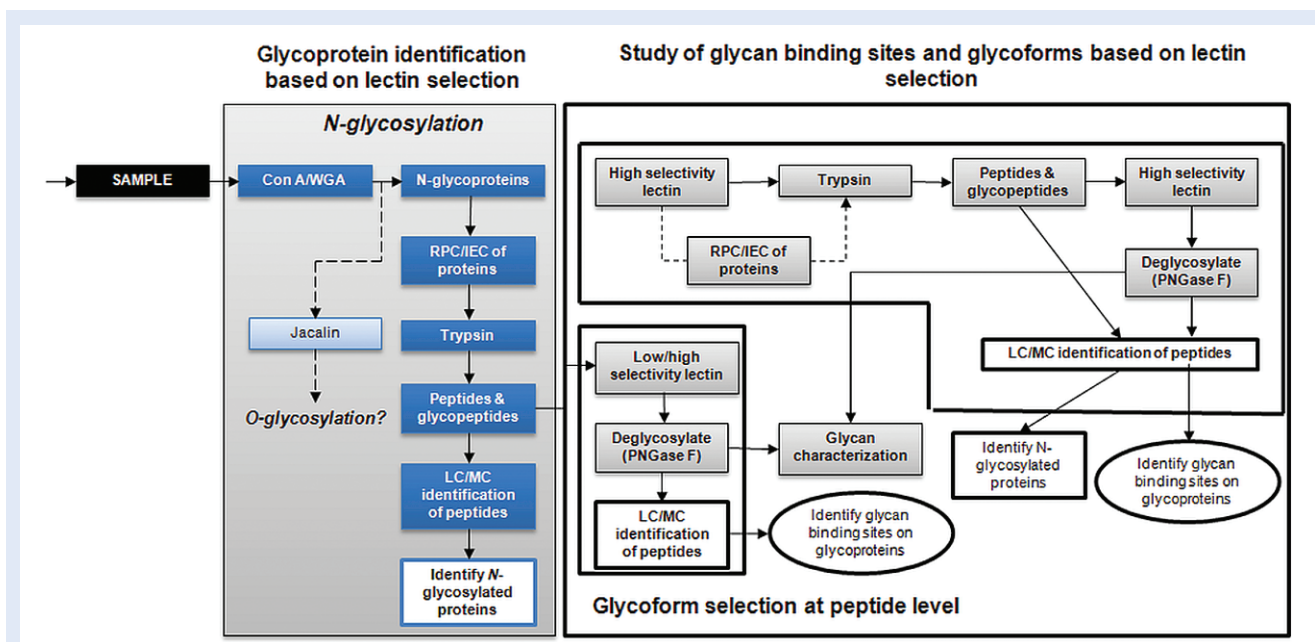 Glycoprotein identification
based on lectin selection
Study of glycan binding sites and glycoforms based on lectin
selection
N-glycosylation
SAMPLE
Con A/WGA
N-glycoproteins
RPC/IEC of
proteins
Jacalin
O-glycosylation?
Trypsin
Peptides &
glycopeptides
LC/MC
identification
of peptides
Identify N-
glycosylated
proteins
High selectivity
lectin
Trypsin
Peptides &
glycopeptides
High selectivity
lectin
RPC/IEC of
proteins
Deglycosylate
(PNGase F)
LC/MC identification of peptides
Identify N-
glycosylated
proteins
Identify glycan
binding sites on
glycoproteins
Low/high
selectivity lectin
Deglycosylate
(PNGase F)
Glycan
characterization
LC/MC
identification
of peptides
Identify glycan
binding sites on
glycoproteins
Glycoform selection at peptide level